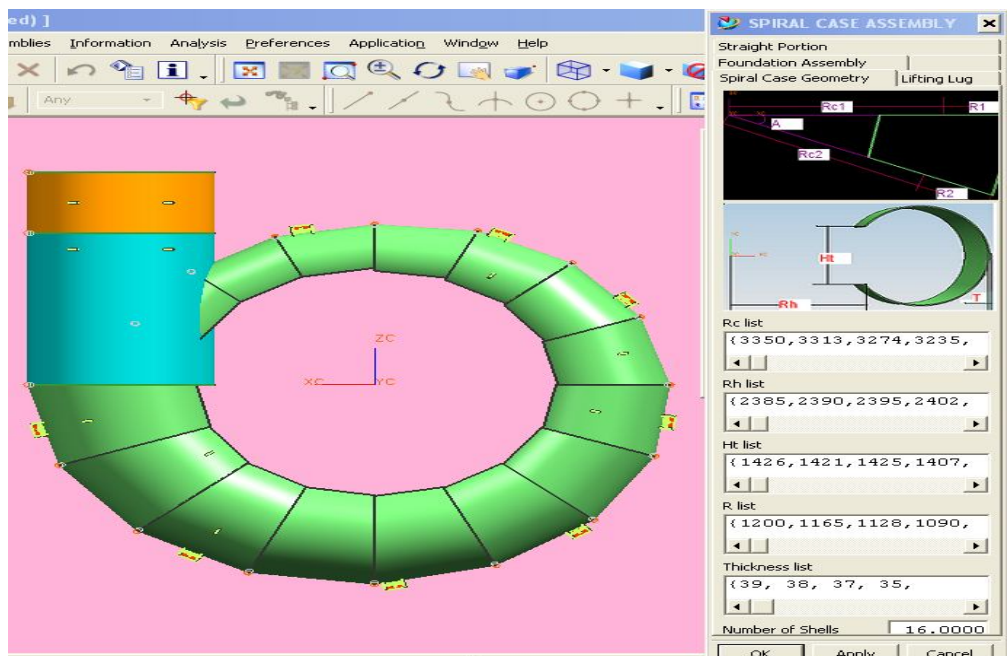 ed) ]
mblies Information Analysis Preferences Application Window Help
Any
ZC
XC YC
SPIRAL CASE ASSEMBLY
Straight Portion
Foundation Assembly
Spiral Case Geometry Lifting Lug
Rc1 R1
A
Rc2
R2
Ht
T
Rh
Rc list
{3350,3313,3274,3235,
Rh list
{2385,2390,2395,2402,
Ht list
{1426,1421,1425,1407,
R list
{1200,1165,1128,1090,
Thickness list
{39, 38, 37, 35,
Number of Shells 16.0000
OK Apply Cancel